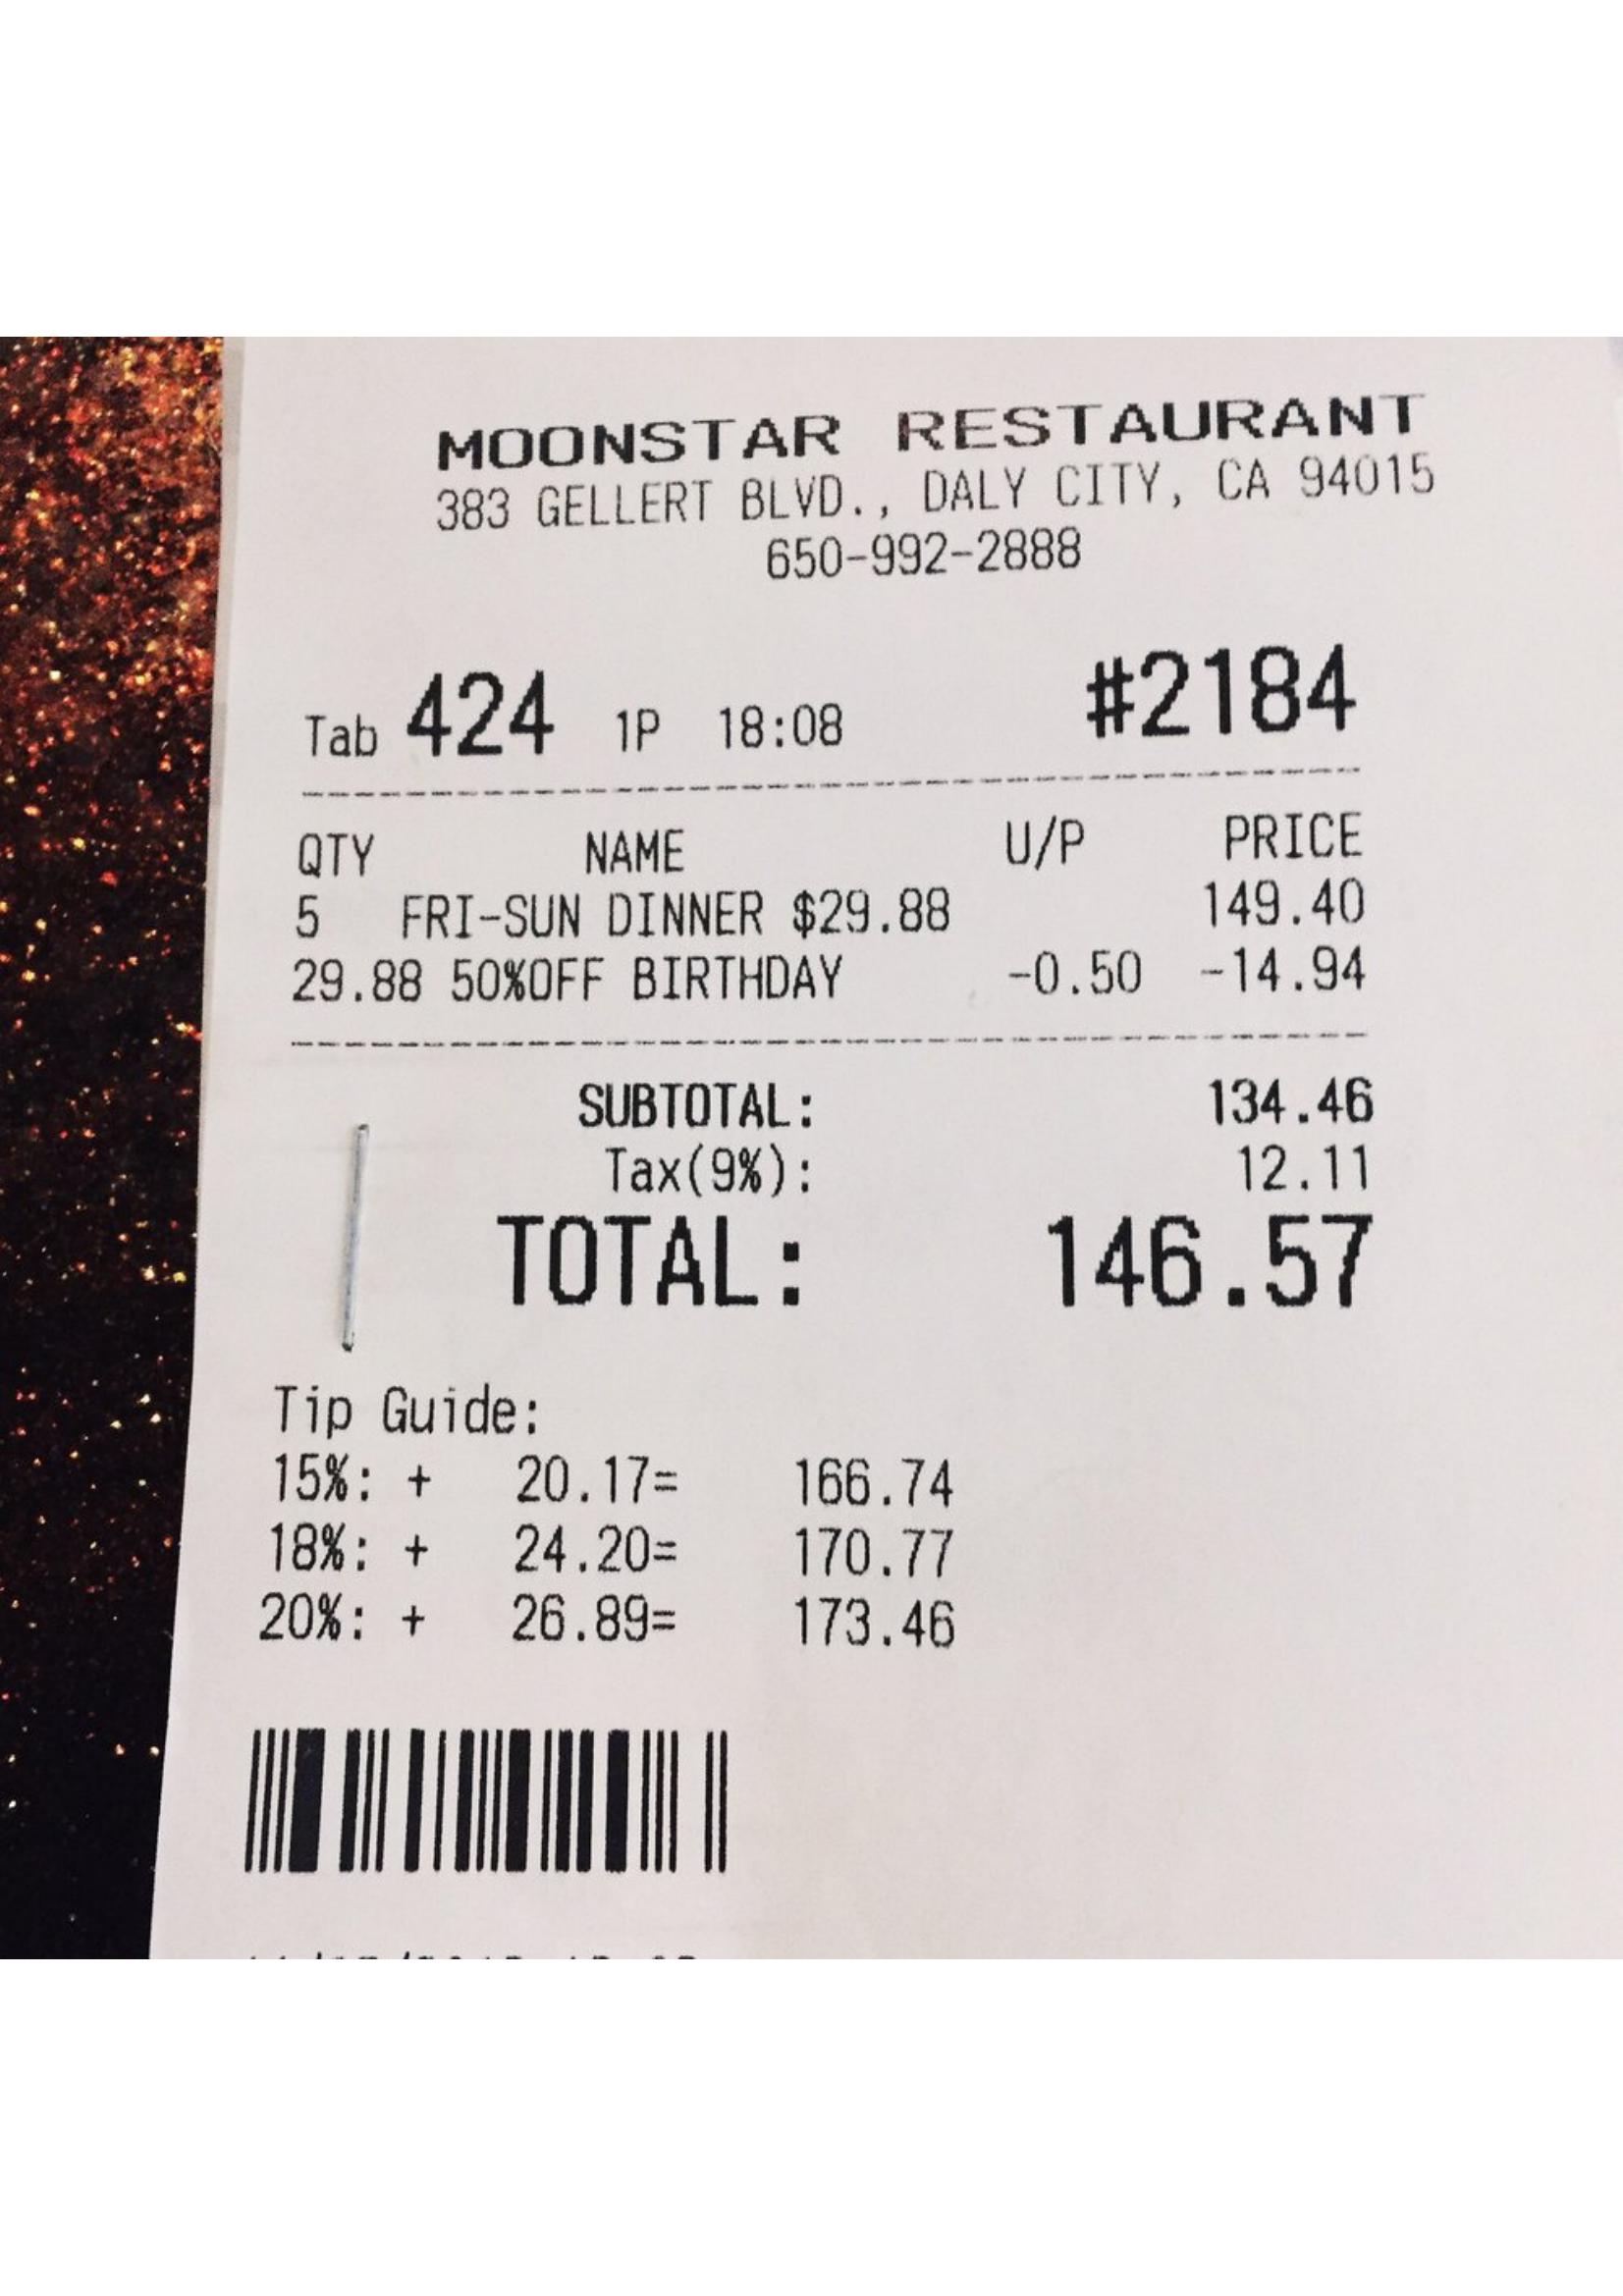 MOONSTAR RESTAURANT
383 GELLERT BLVD., DALY CITY, CA 94015
650-992-2888
Tab 424 1P 18:08 #2184
QTY NAME U/P PRICE
5 FRI-SUN DINNER $29.88 149.40
29.88 50%OFF BIRTHDAY -0.50 -14.94
SUBTOTAL: 134.46
Tax(9%): 12.11
TOTAL: 146.57
Tip Guide:
15%: + 20.17= 166.74
18%: + 24.20= 170.77
20%: + 26.89= 173.46